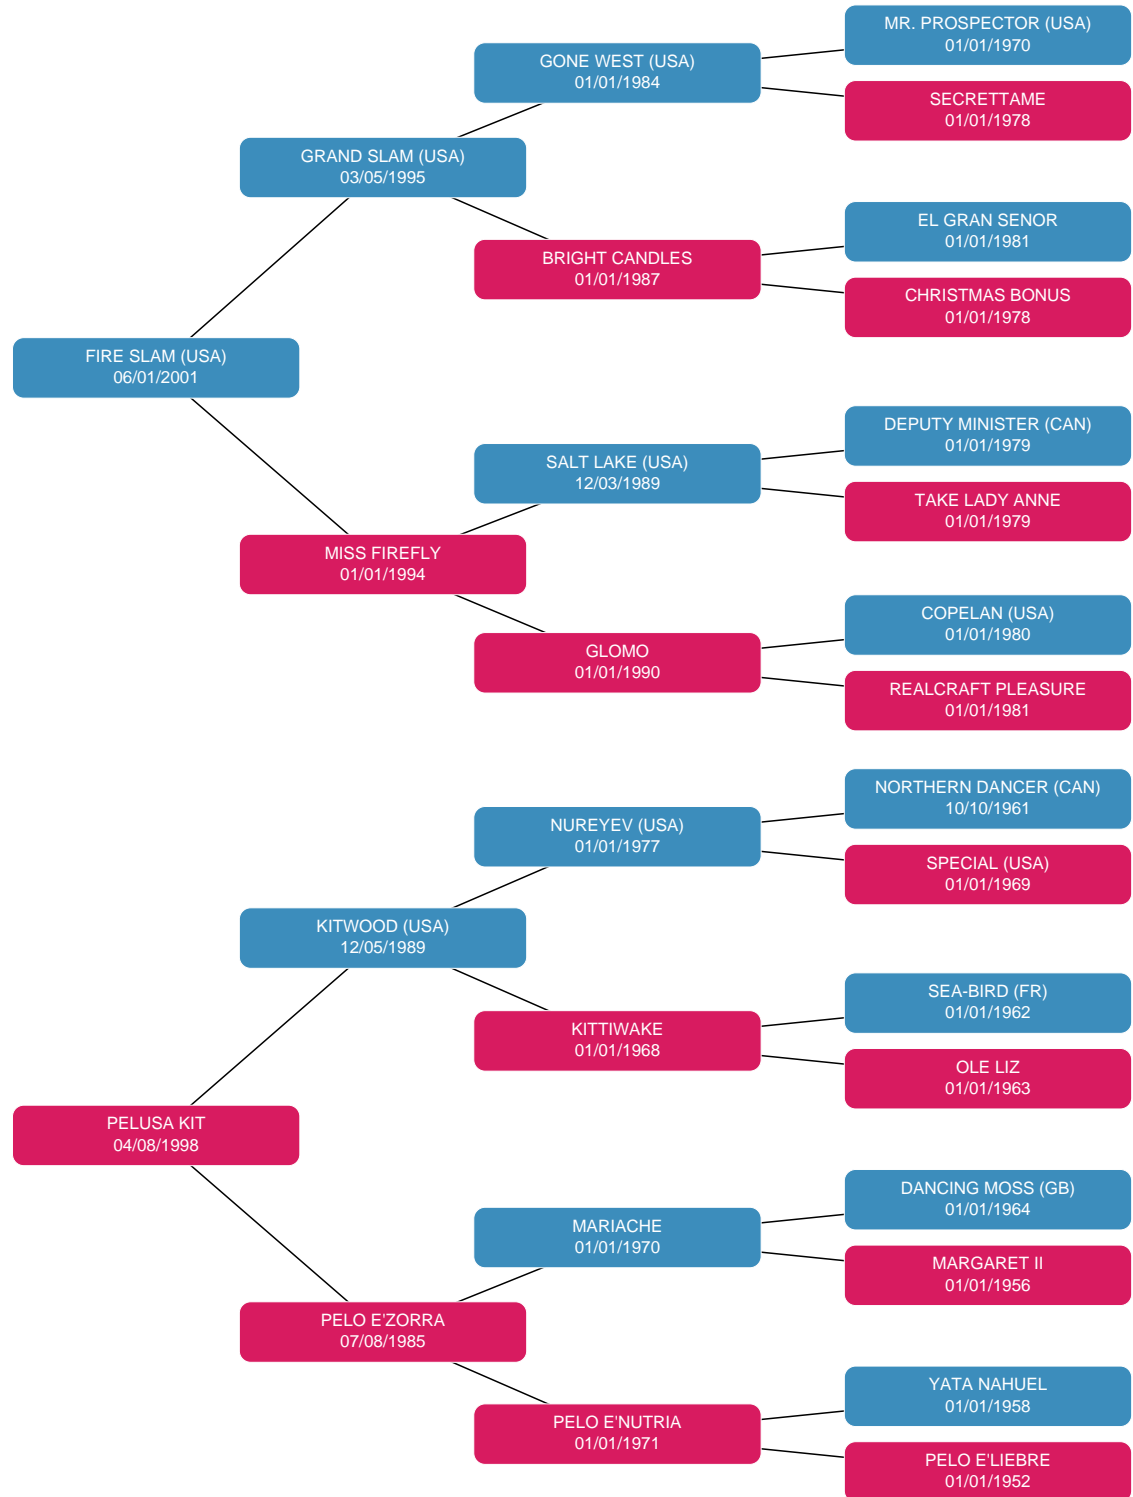 MR. PROSPECTOR (USA)
01/01/1970
GONE WEST (USA)
01/01/1984
SECRETTAME
01/01/1978
GRAND SLAM (USA)
03/05/1995
EL GRAN SENOR
01/01/1981
BRIGHT CANDLES
01/01/1987
CHRISTMAS BONUS
01/01/1978
FIRE SLAM (USA)
06/01/2001
DEPUTY MINISTER (CAN)
01/01/1979
SALT LAKE (USA)
12/03/1989
TAKE LADY ANNE
01/01/1979
MISS FIREFLY
01/01/1994
COPELAN (USA)
01/01/1980
GLOMO
01/01/1990
REALCRAFT PLEASURE
01/01/1981
NORTHERN DANCER (CAN)
10/10/1961
NUREYEV (USA)
01/01/1977
SPECIAL (USA)
01/01/1969
KITWOOD (USA)
12/05/1989
SEA-BIRD (FR)
01/01/1962
KITTIWAKE
01/01/1968
OLE LIZ
01/01/1963
PELUSA KIT
04/08/1998
DANCING MOSS (GB)
01/01/1964
MARIACHE
01/01/1970
MARGARET II
01/01/1956
PELO E'ZORRA
07/08/1985
YATA NAHUEL
01/01/1958
PELO E'NUTRIA
01/01/1971
PELO E'LIEBRE
01/01/1952